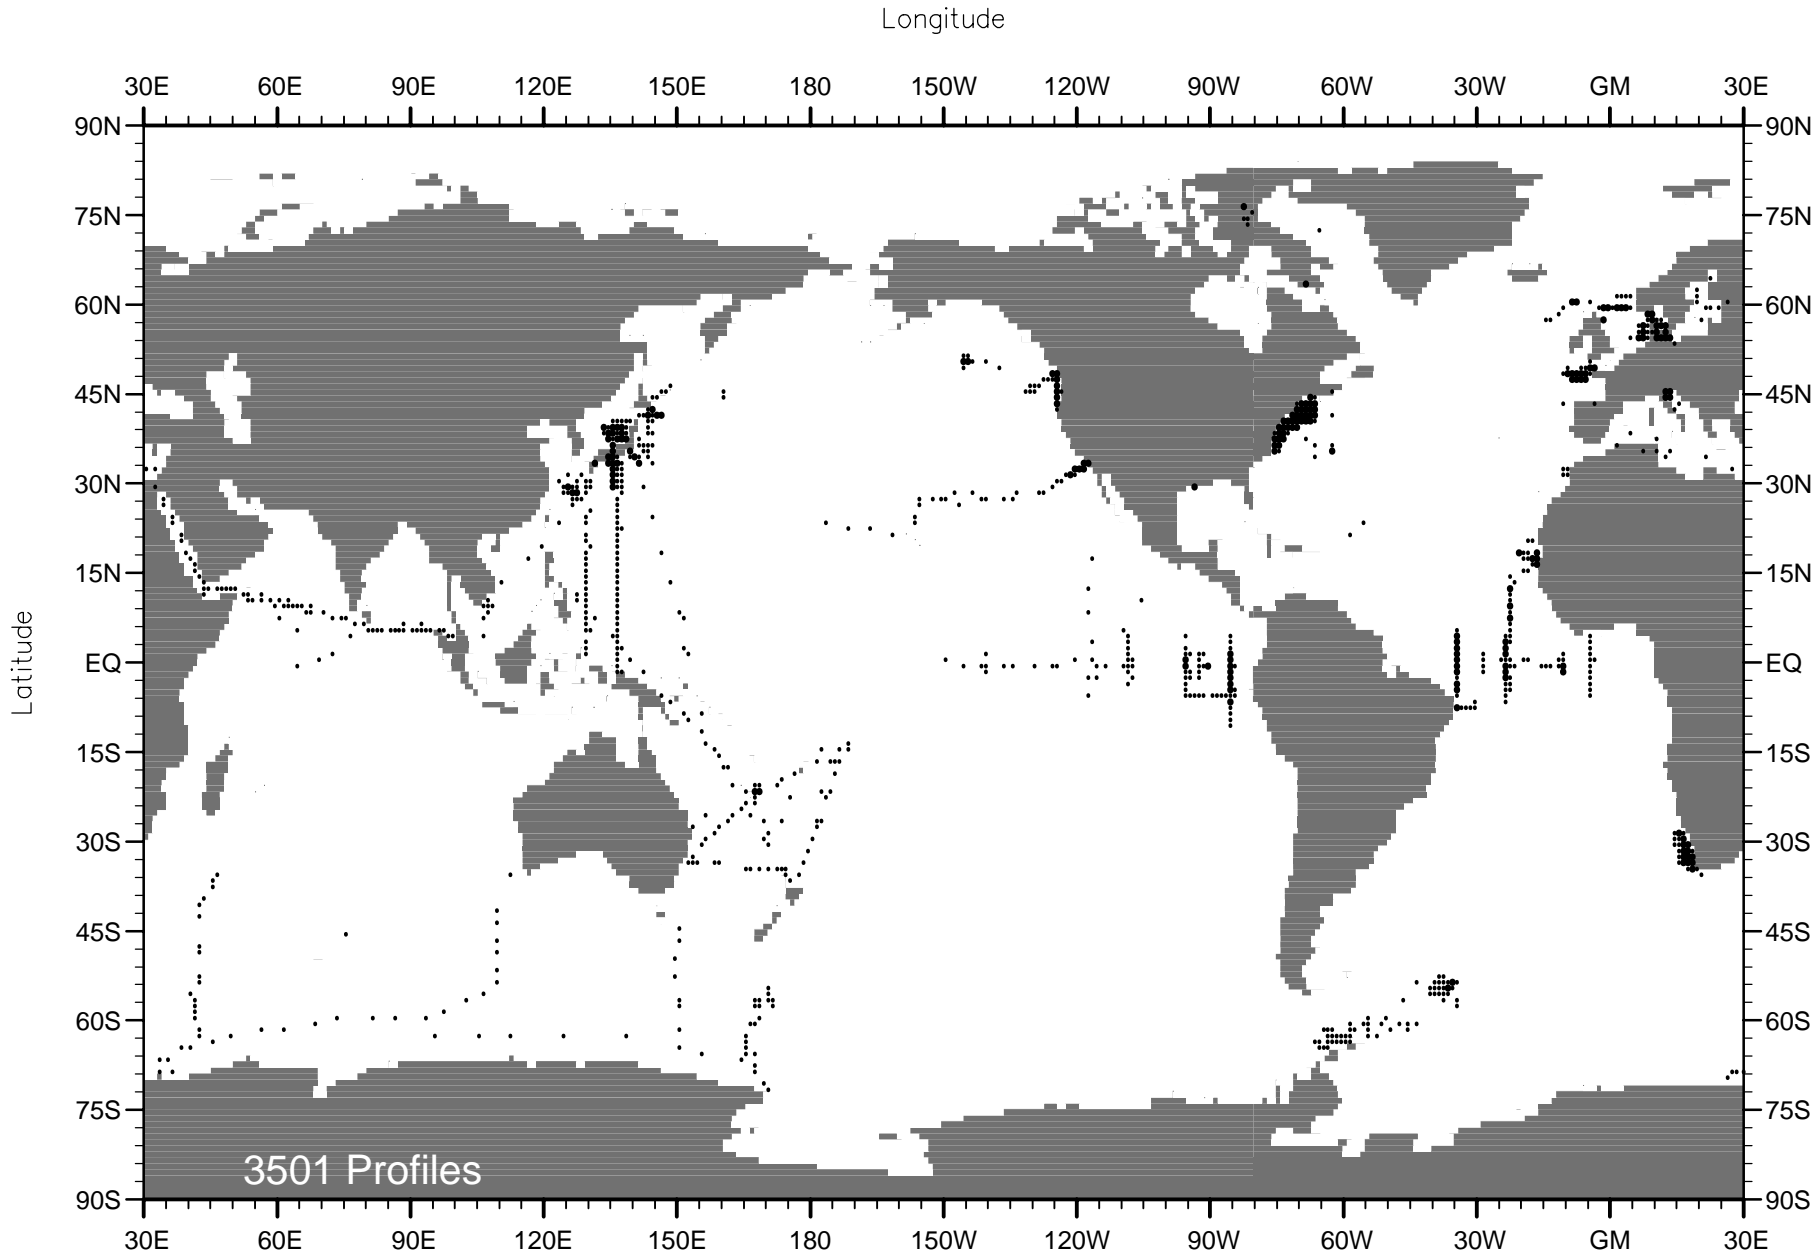 Longitude
30E 60E 90E 120E 150E 180 150W 120W 90W 60W 30W GM 30E
90N 90N
75N 75N
60N 60N
45N 45N
30N 30N
15N 15N
Latitude
EQ EQ
15S 15S
30S 30S
45S 45S
60S 60S
75S 75S
3501 Profiles
90S 90S
30E 60E 90E 120E 150E 180 150W 120W 90W 60W 30W GM 30E